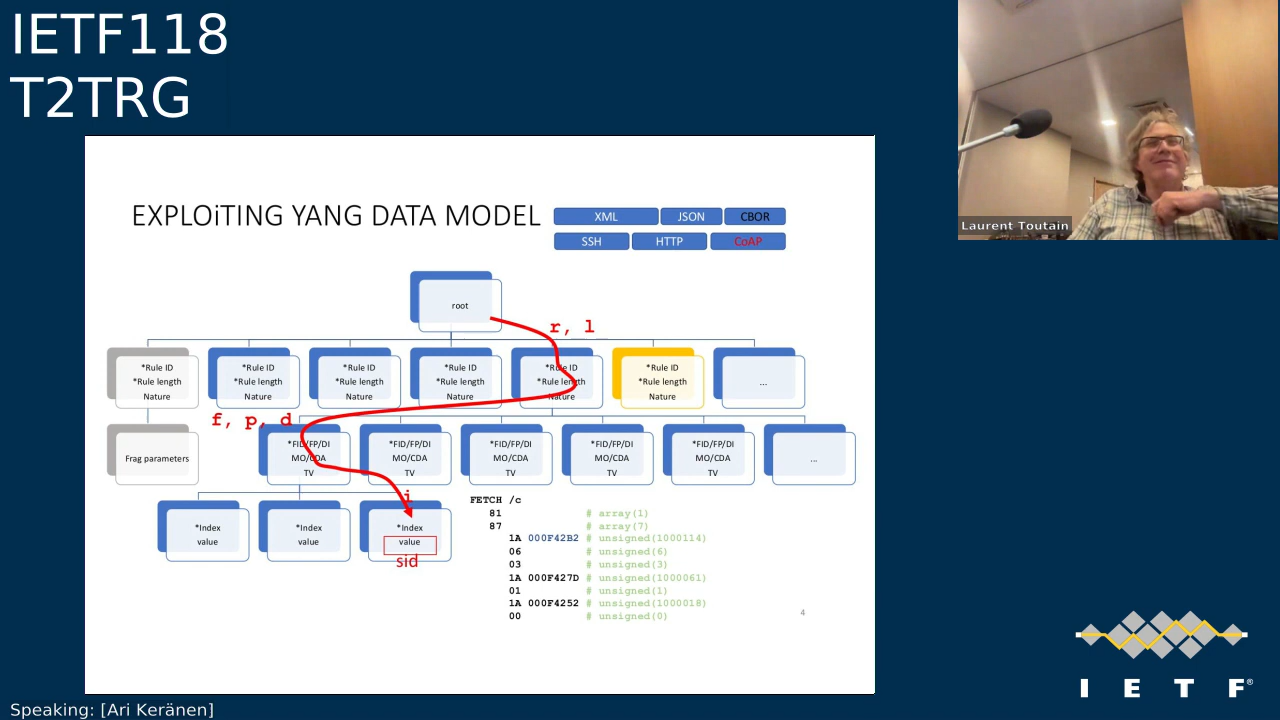 IETF118
T2TRG
Laurent Toutain
EXPLOiTING YANG DATA MODEL
XML JSON CBOR
SSH HTTP CoAP
root
r, l
*Rule ID
*Rule length
Nature
*Rule ID
*Rule length
Nature
*Rule ID
*Rule length
Nature
*Rule ID
*Rule length
Nature
*Rule ID
*Rule length
Nature
*Rule ID
*Rule length
Nature
...
f, p, d
Frag parameters
*FID/FP/DI
MO/CDA
TV
*FID/FP/DI
MO/CDA
TV
*FID/FP/DI
MO/CDA
TV
*FID/FP/DI
MO/CDA
TV
*FID/FP/DI
MO/CDA
TV
...
i
*Index
value
*Index
value
*Index
value
sid
FETCH /c
81 # array(1)
87 # array(7)
1A 000F42B2 # unsigned(1000114)
06 # unsigned(6)
03 # unsigned(3)
1A 000F427D # unsigned(1000061)
01 # unsigned(1)
1A 000F4252 # unsigned(1000018)
00 # unsigned(0)
4
I E T F®
Speaking: [Ari Keränen]